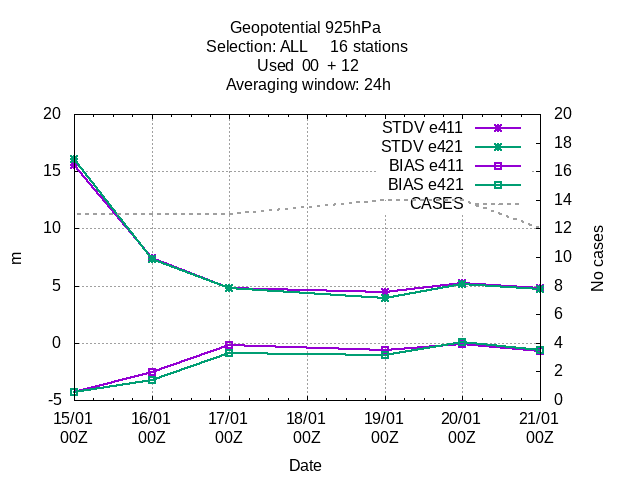 Geopotential 925hPa
Selection: ALL     16 stations
Used  00  + 12
Averaging window: 24h
STDV e411
STDV e421
BIAS e411
BIAS e421
CASES
20
15
10
5
0
-5
m
20
18
16
14
12
10
8
6
4
2
0
No cases
15/01 16/01 17/01 18/01 19/01 20/01 21/01
00Z 00Z 00Z 00Z 00Z 00Z 00Z
Date